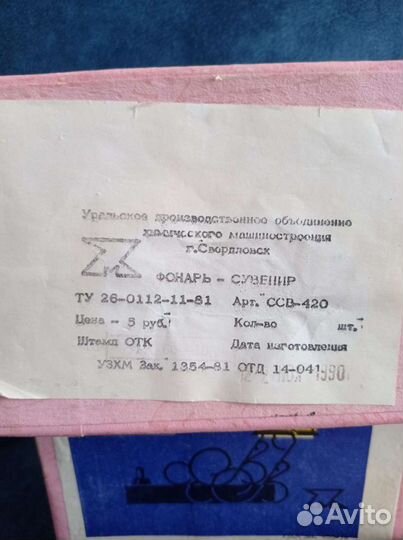 Уральское производственное объединение
химического машиностроения
г.Свердловск
ФОНАРЬ - СУВЕНИР
ТУ 26-0112-11-81 Арт. ССВ-420
Цена - 5 руб. Кол-во шт.
Штамп ОТК Дата изготовления
УЗХМ Зак. 1354-81 ОТД 14-041
Avito